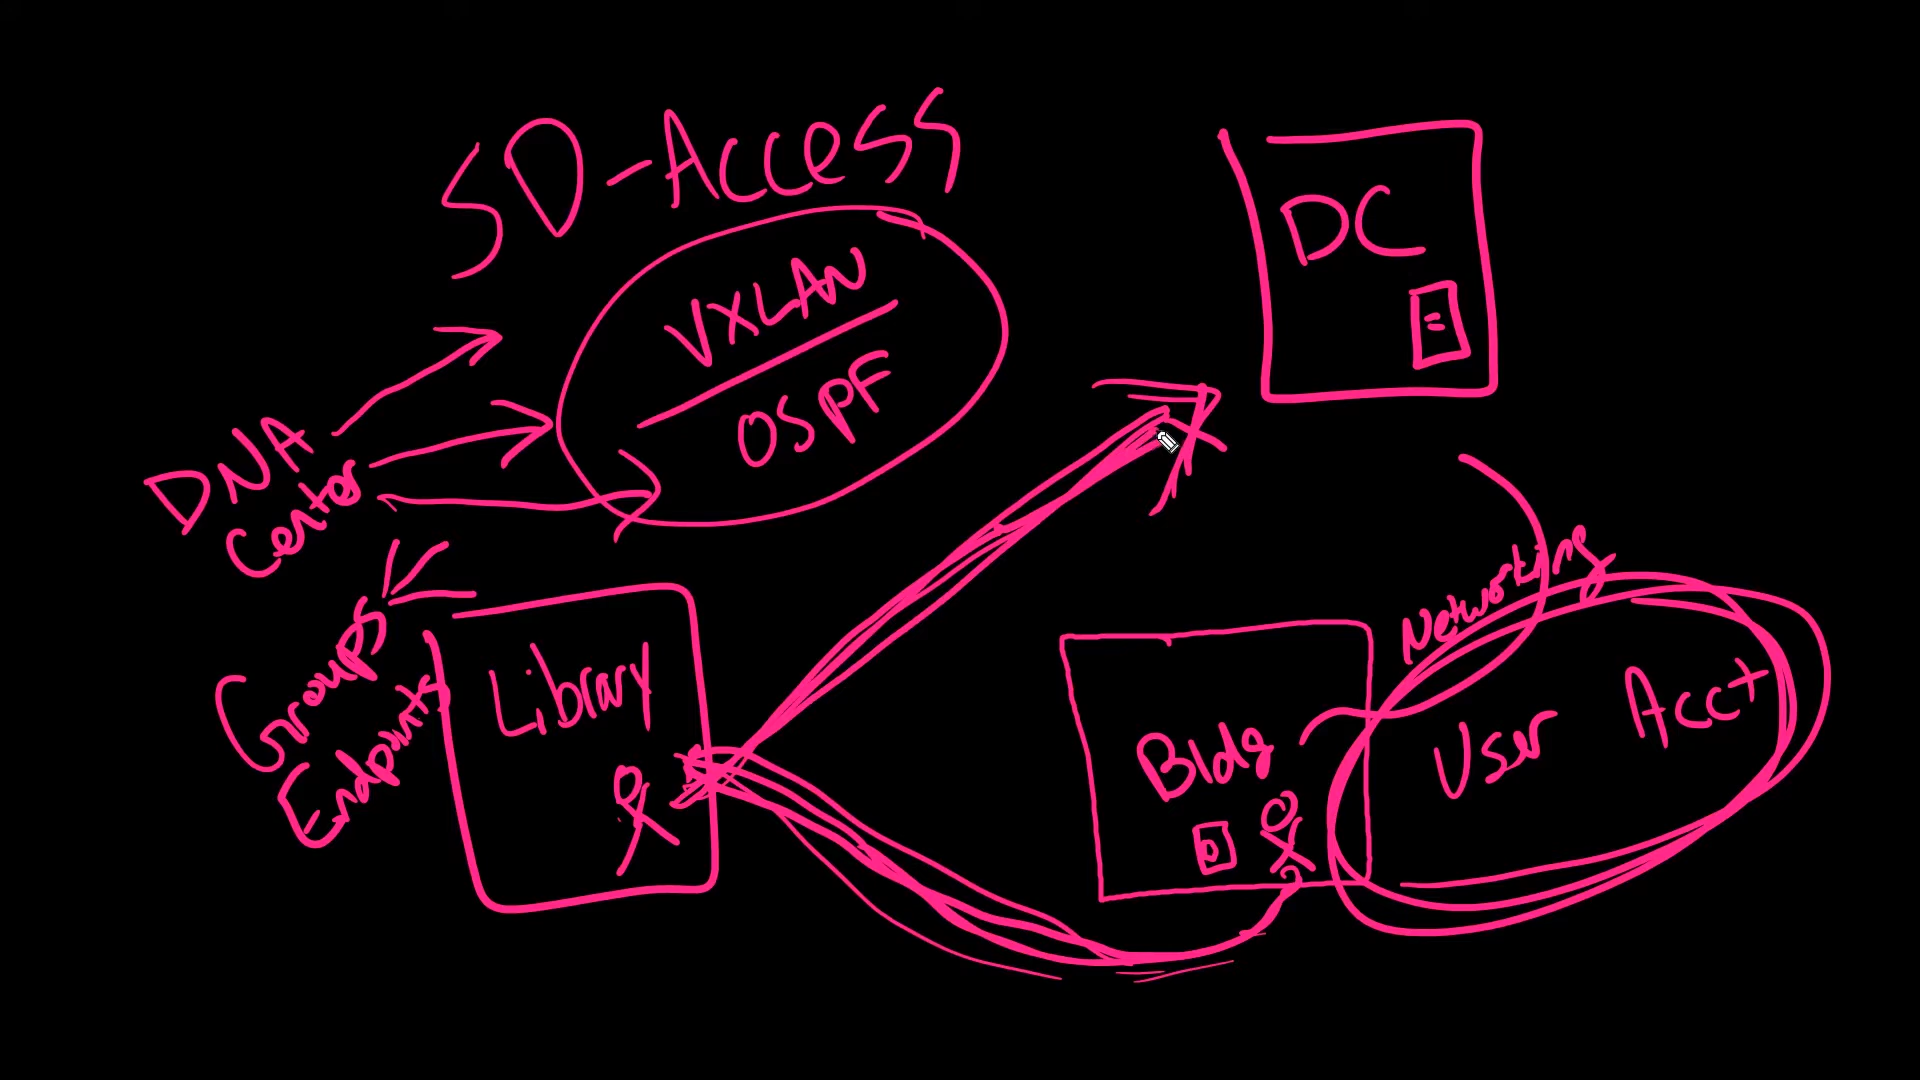 SD-Access
DC
VXLAN
OSPF
DNA
Center
Groups
Endpoints
Library
Networking
Bldg
User Acct